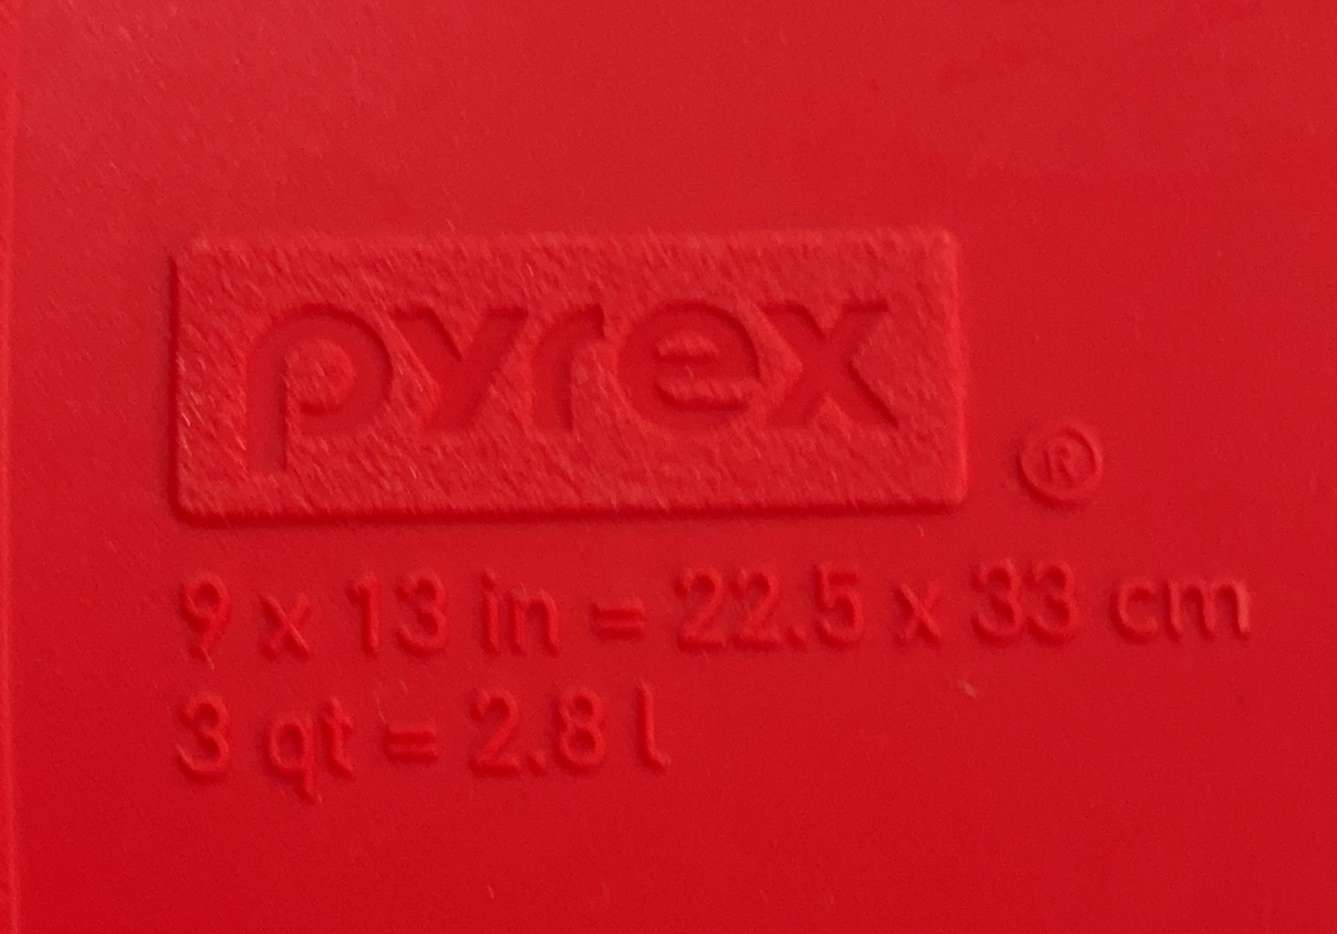 pyrex ®
9 x 13 in = 22.5 x 33 cm
3 qt = 2.8 l